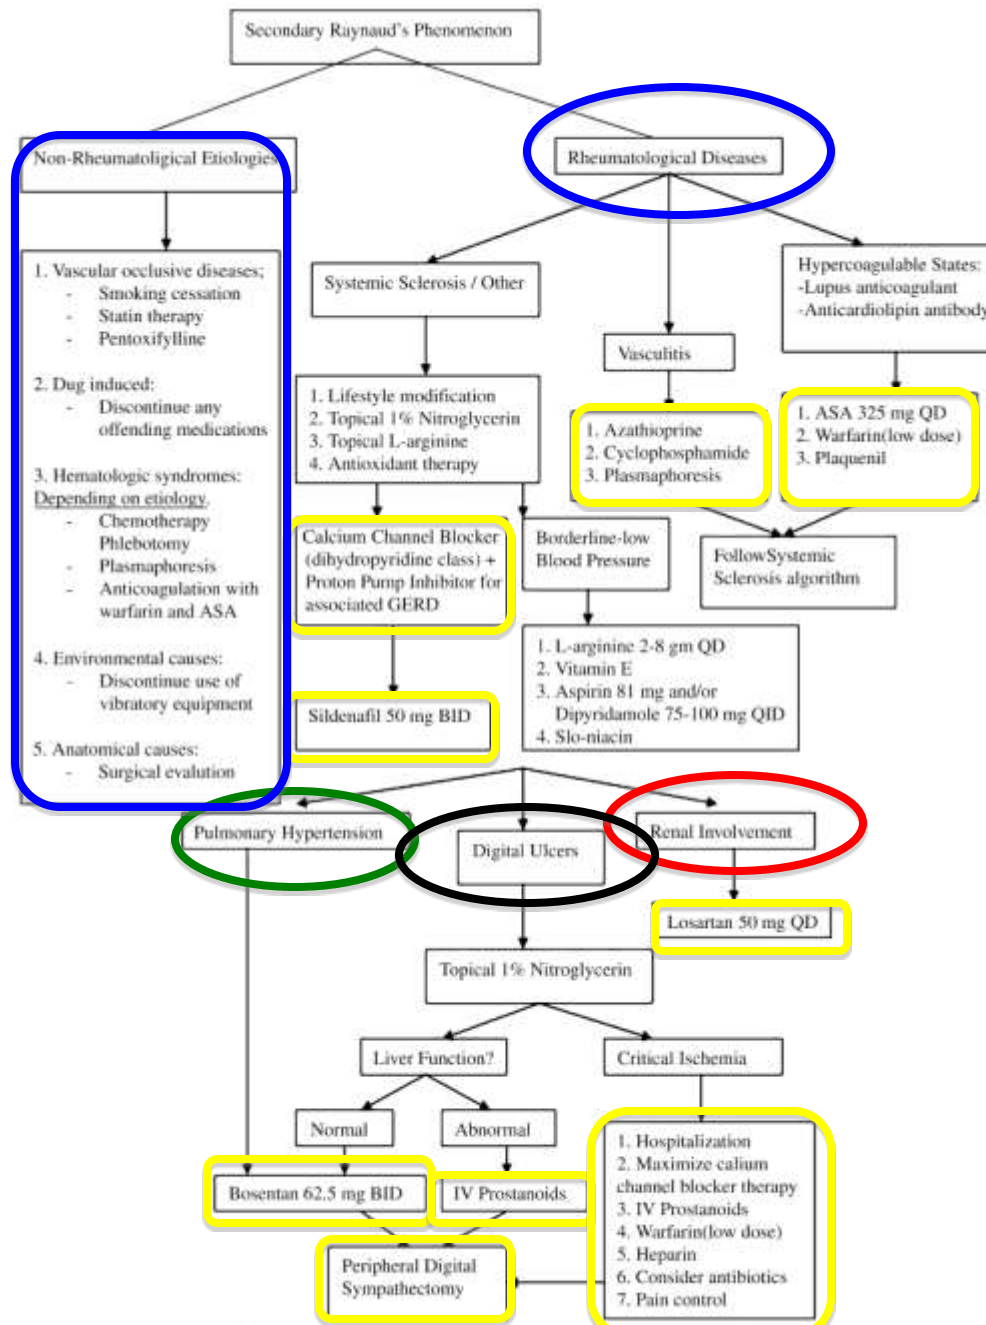 Secondary Raynaud's Phenomenon
Non-Rheumatoligical Etiologies
Rheumatological Diseases
1. Vascular occlusive diseases;
- Smoking cessation
- Statin therapy
- Pentoxifylline
2. Dug induced:
- Discontinue any
offending medications
3. Hematologic syndromes:
Depending on etiology.
- Chemotherapy
Phlebotomy
- Plasmaphoresis
- Anticoagulation with
warfarin and ASA
4. Environmental causes:
- Discontinue use of
vibratory equipment
5. Anatomical causes:
- Surgical evalution
Systemic Sclerosis / Other
Vasculitis
Hypercoagulable States:
-Lupus anticoagulant
-Anticardiolipin antibody
1. Lifestyle modification
2. Topical 1% Nitroglycerin
3. Topical L-arginine
4. Antioxidant therapy
1. Azathioprine
2. Cyclophosphamide
3. Plasmaphoresis
1. ASA 325 mg QD
2. Warfarin(low dose)
3. Plaquenil
Calcium Channel Blocker
(dihydropyridine class) +
Proton Pump Inhibitor for
associated GERD
Borderline-low
Blood Pressure
FollowSystemic
Sclerosis algorithm
Sildenafil 50 mg BID
1. L-arginine 2-8 gm QD
2. Vitamin E
3. Aspirin 81 mg and/or
Dipyridamole 75-100 mg QID
4. Slo-niacin
Pulmonary Hypertension
Digital Ulcers
Renal Involvement
Losartan 50 mg QD
Topical 1% Nitroglycerin
Liver Function?
Critical Ischemia
Normal
Abnormal
Bosentan 62.5 mg BID
IV Prostanoids
1. Hospitalization
2. Maximize calium
channel blocker therapy
3. IV Prostanoids
4. Warfarin(low dose)
5. Heparin
6. Consider antibiotics
7. Pain control
Peripheral Digital
Sympathectomy